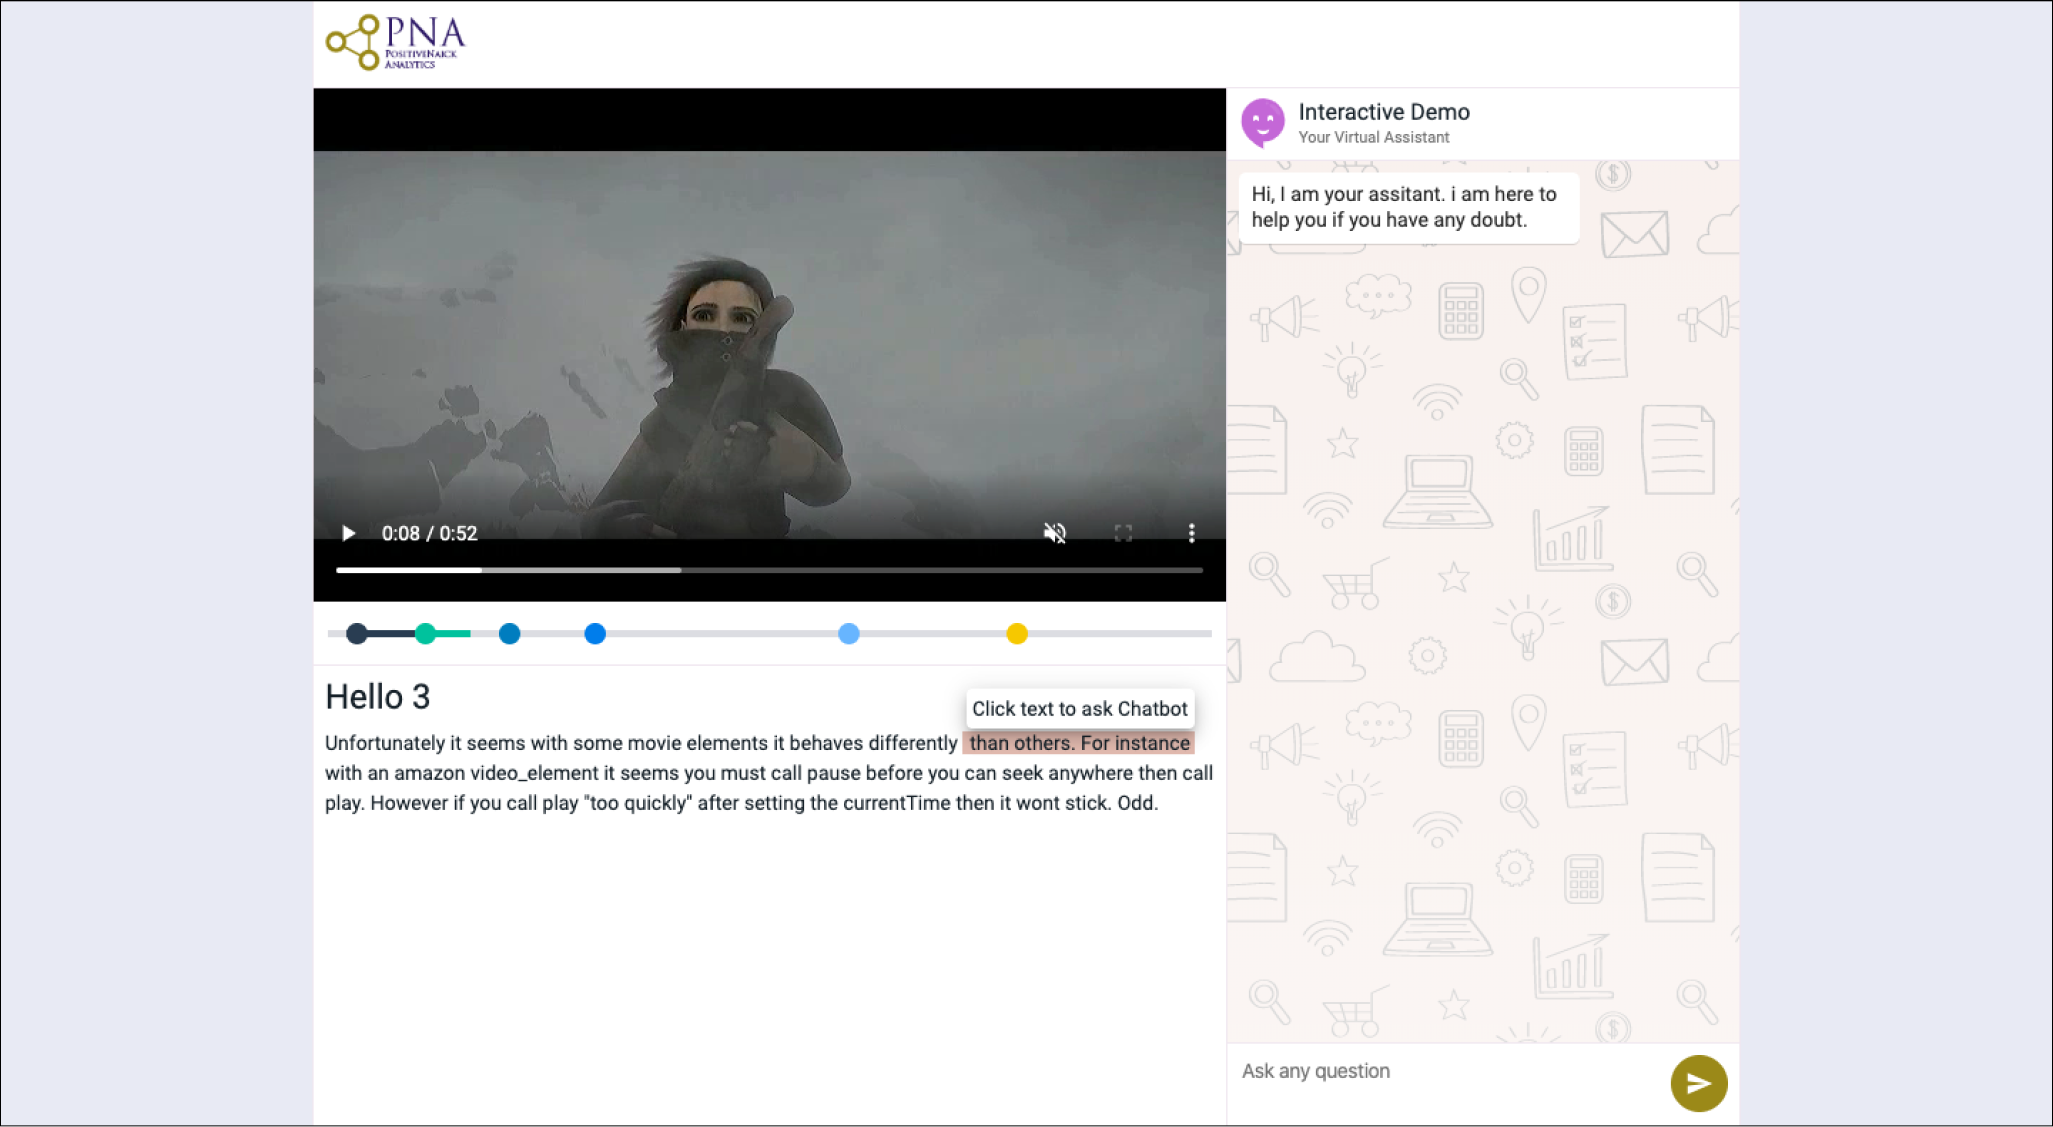 PNA
POSITIVENAICK
ANALYTICS
Interactive Demo
Your Virtual Assistant
Hi, I am your assitant. i am here to
help you if you have any doubt.
0:08 / 0:52
Hello 3
Click text to ask Chatbot
Unfortunately it seems with some movie elements it behaves differently than others. For instance
with an amazon video_element it seems you must call pause before you can seek anywhere then call
play. However if you call play "too quickly" after setting the currentTime then it wont stick. Odd.
Ask any question